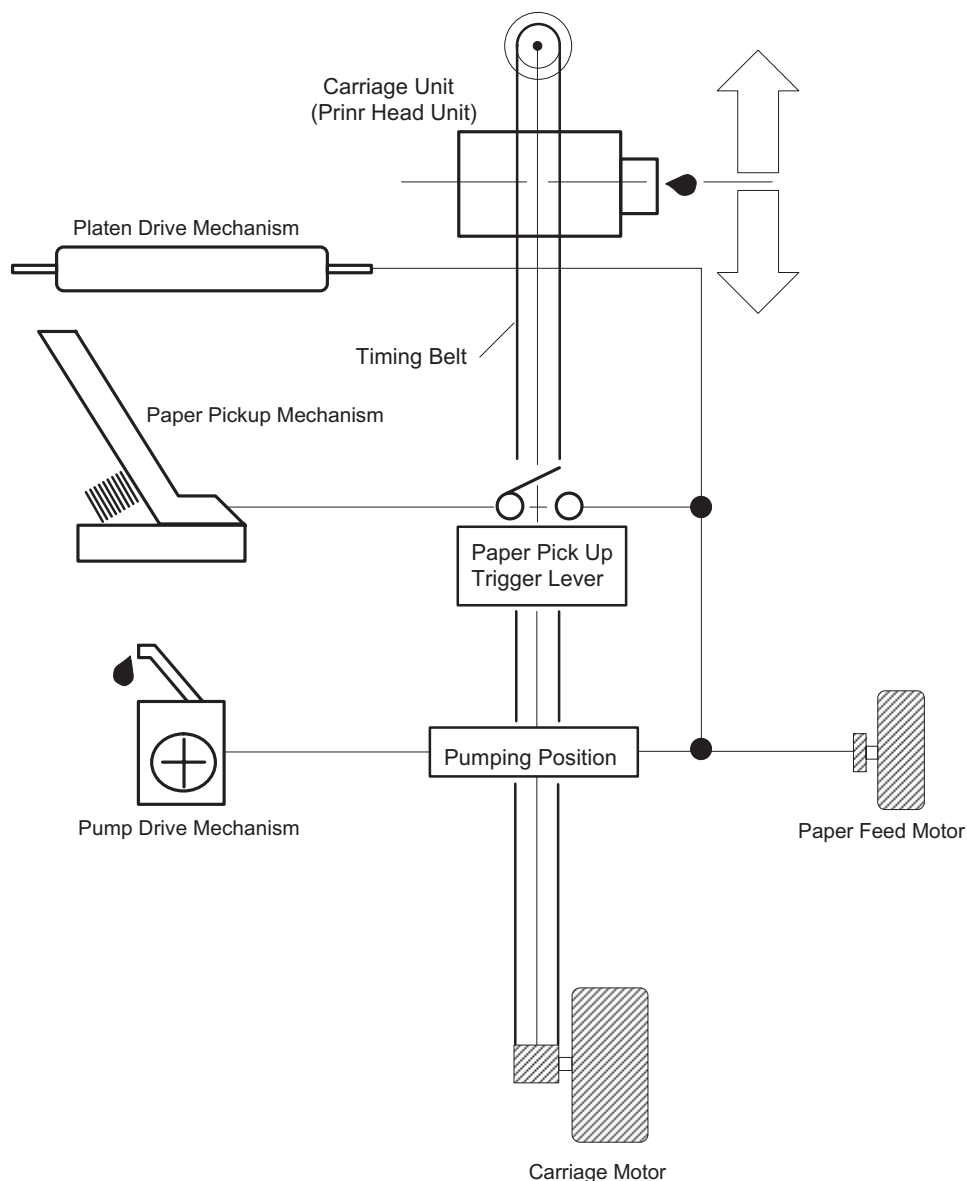 Carriage Unit
(Prinr Head Unit)
Platen Drive Mechanism
Timing Belt
Paper Pickup Mechanism
Paper Pick Up
Trigger Lever
Pumping Position
Pump Drive Mechanism
Paper Feed Motor
Carriage Motor